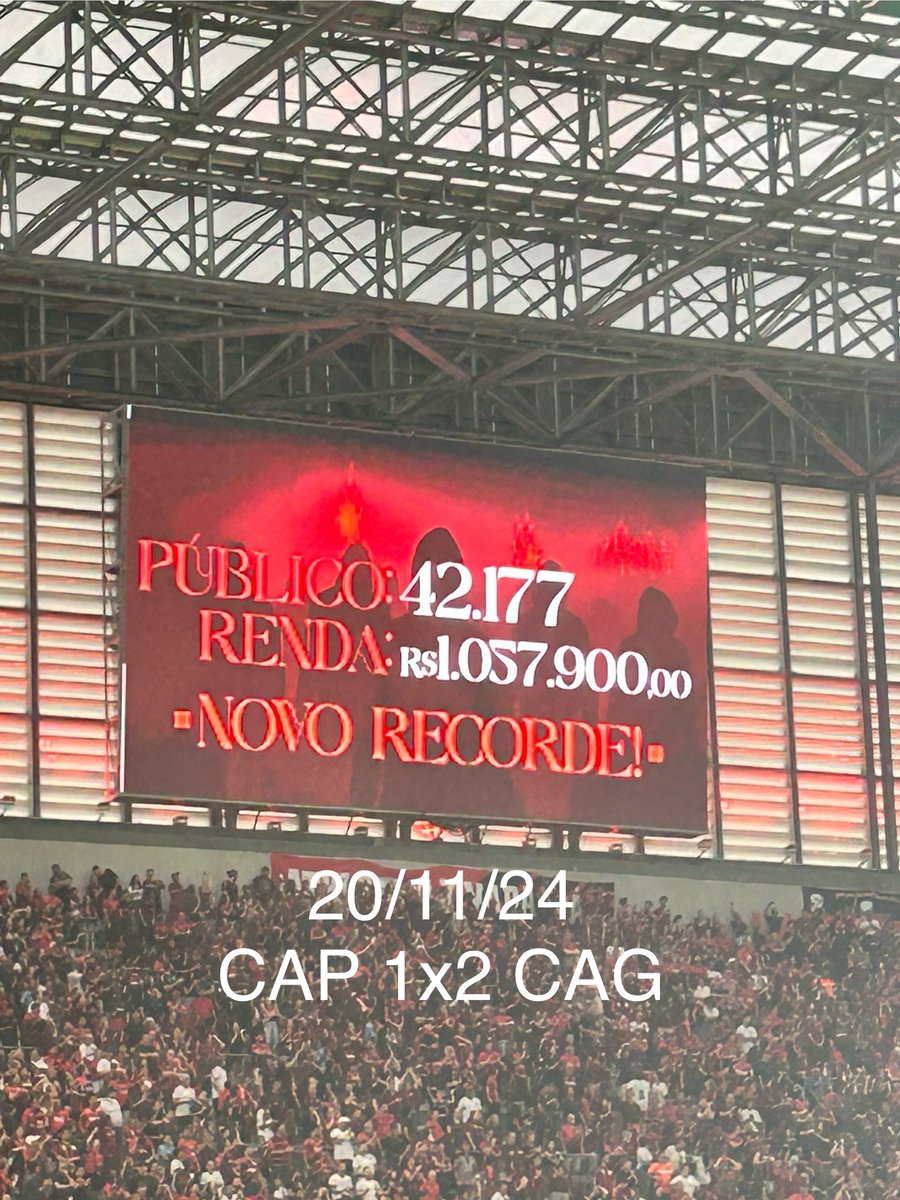 PÚBLICO: 42.177
RENDA: R$1.057.900,00
NOVO RECORDE!
20/11/24
CAP 1x2 CAG